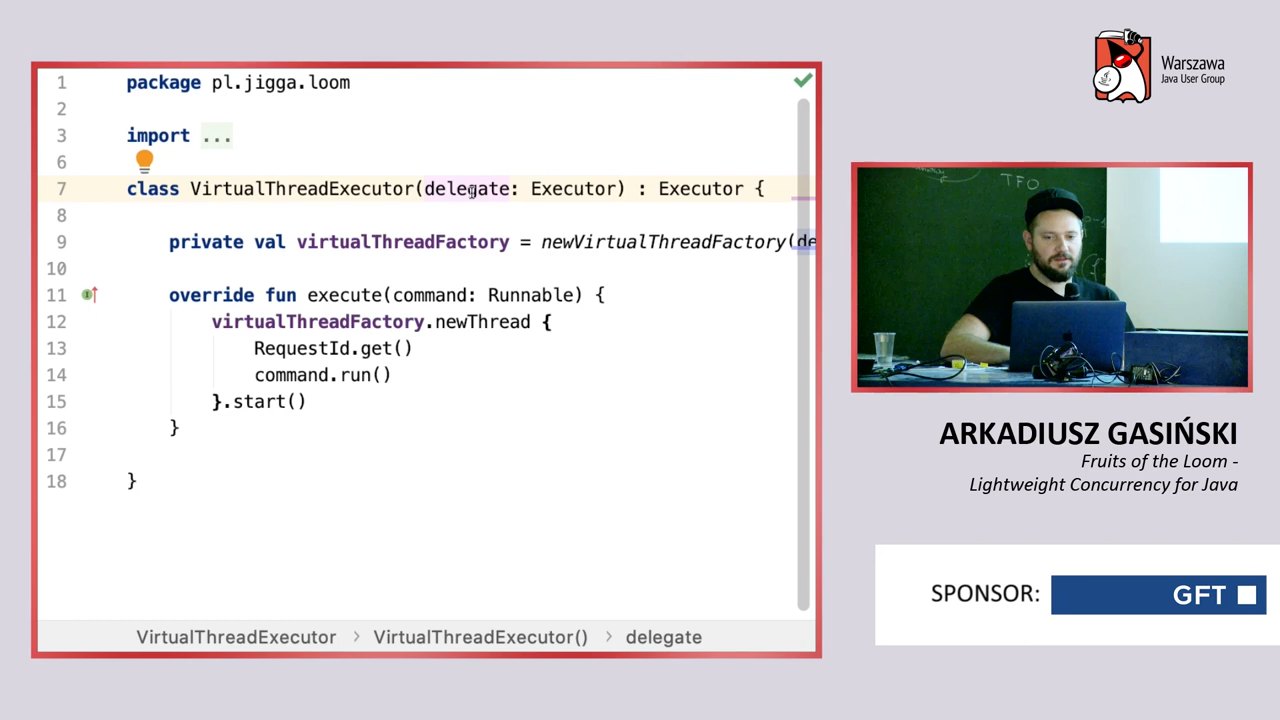 1 package pl.jigga.loom
2
3 import ...
6
7 class VirtualThreadExecutor(delegate: Executor) : Executor {
8
9 private val virtualThreadFactory = newVirtualThreadFactory(de
10
11 override fun execute(command: Runnable) {
12 virtualThreadFactory.newThread {
13 RequestId.get()
14 command.run()
15 }.start()
16 }
17
18 }
VirtualThreadExecutor > VirtualThreadExecutor() > delegate
Warszawa
Java User Group
TFO
ARKADIUSZ GASIŃSKI
Fruits of the Loom -
Lightweight Concurrency for Java
SPONSOR: GFT